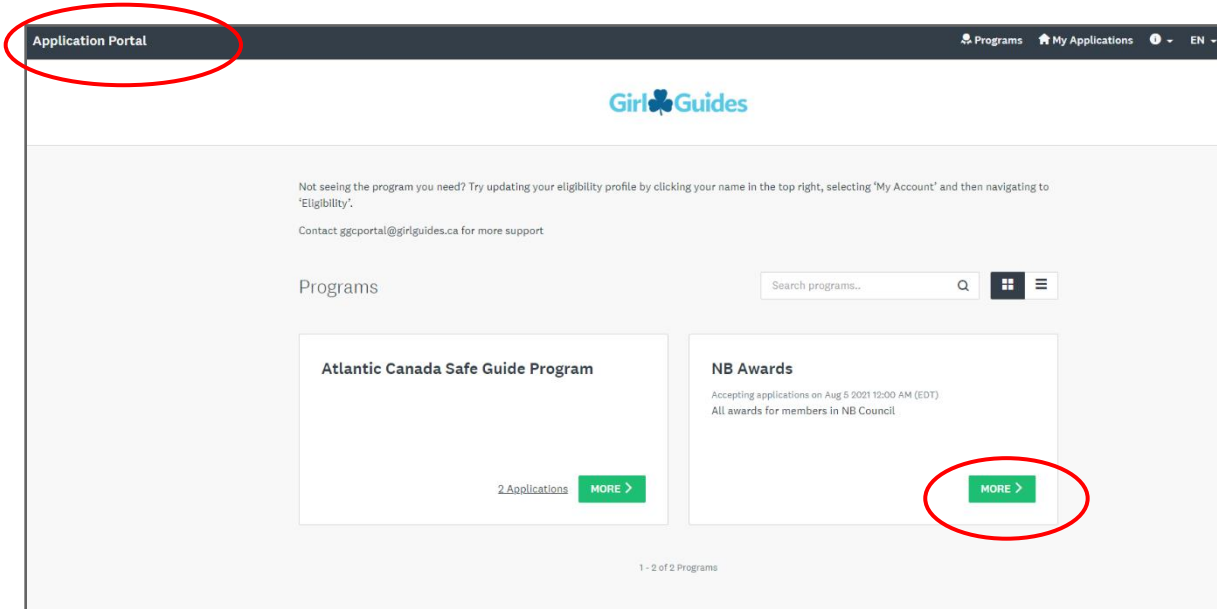 Application Portal
Programs My Applications EN
Girl Guides
Not seeing the program you need? Try updating your eligibility profile by clicking your name in the top right, selecting 'My Account' and then navigating to
'Eligibility'.
Contact ggcportal@girlguides.ca for more support
Programs
Search programs..
Atlantic Canada Safe Guide Program
2 Applications MORE >
NB Awards
Accepting applications on Aug 5 2021 12:00 AM (EDT)
All awards for members in NB Council
MORE >
1 - 2 of 2 Programs